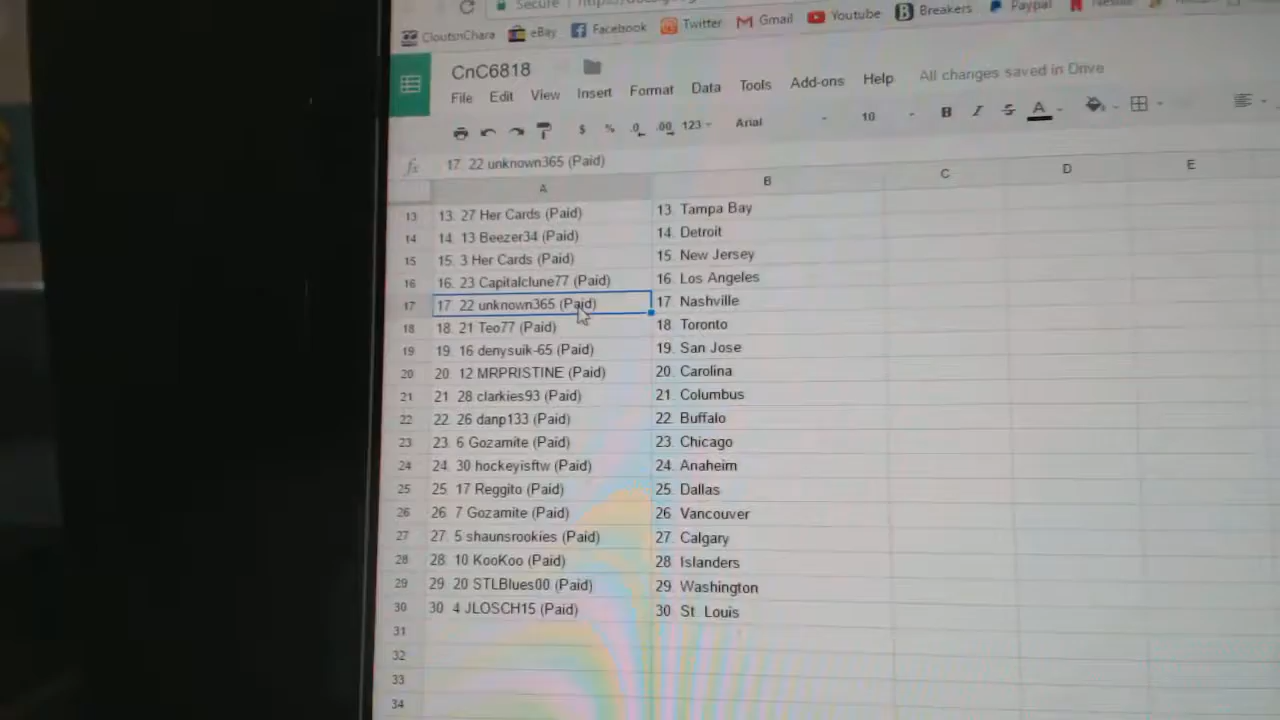 Secure
CloutsnChara eBay Facebook Twitter Gmail Youtube Breakers Paypal
CnC6818
File Edit View Insert Format Data Tools Add-ons Help All changes saved in Drive
$ % .0 .00 123 Arial 10 B I S A
fx 17 22 unknown365 (Paid)
A B C D E
13 13. 27 Her Cards (Paid) 13. Tampa Bay
14 14. 13 Beezer34 (Paid) 14. Detroit
15 15. 3 Her Cards (Paid) 15. New Jersey
16 16. 23 Capitalclune77 (Paid) 16. Los Angeles
17 17 22 unknown365 (Paid) 17. Nashville
18 18. 21 Teo77 (Paid) 18. Toronto
19 19. 16 denysuik-65 (Paid) 19. San Jose
20 20 12 MRPRISTINE (Paid) 20. Carolina
21 21 28 clarkies93 (Paid) 21. Columbus
22 22. 26 danp133 (Paid) 22. Buffalo
23 23. 6 Gozamite (Paid) 23. Chicago
24 24. 30 hockeyisftw (Paid) 24. Anaheim
25 25. 17 Reggito (Paid) 25. Dallas
26 26. 7 Gozamite (Paid) 26. Vancouver
27 27. 5 shaunsrookies (Paid) 27. Calgary
28 28. 10 KooKoo (Paid) 28. Islanders
29 29. 20 STLBlues00 (Paid) 29. Washington
30 30 4 JLOSCH15 (Paid) 30. St. Louis
31
32
33
34